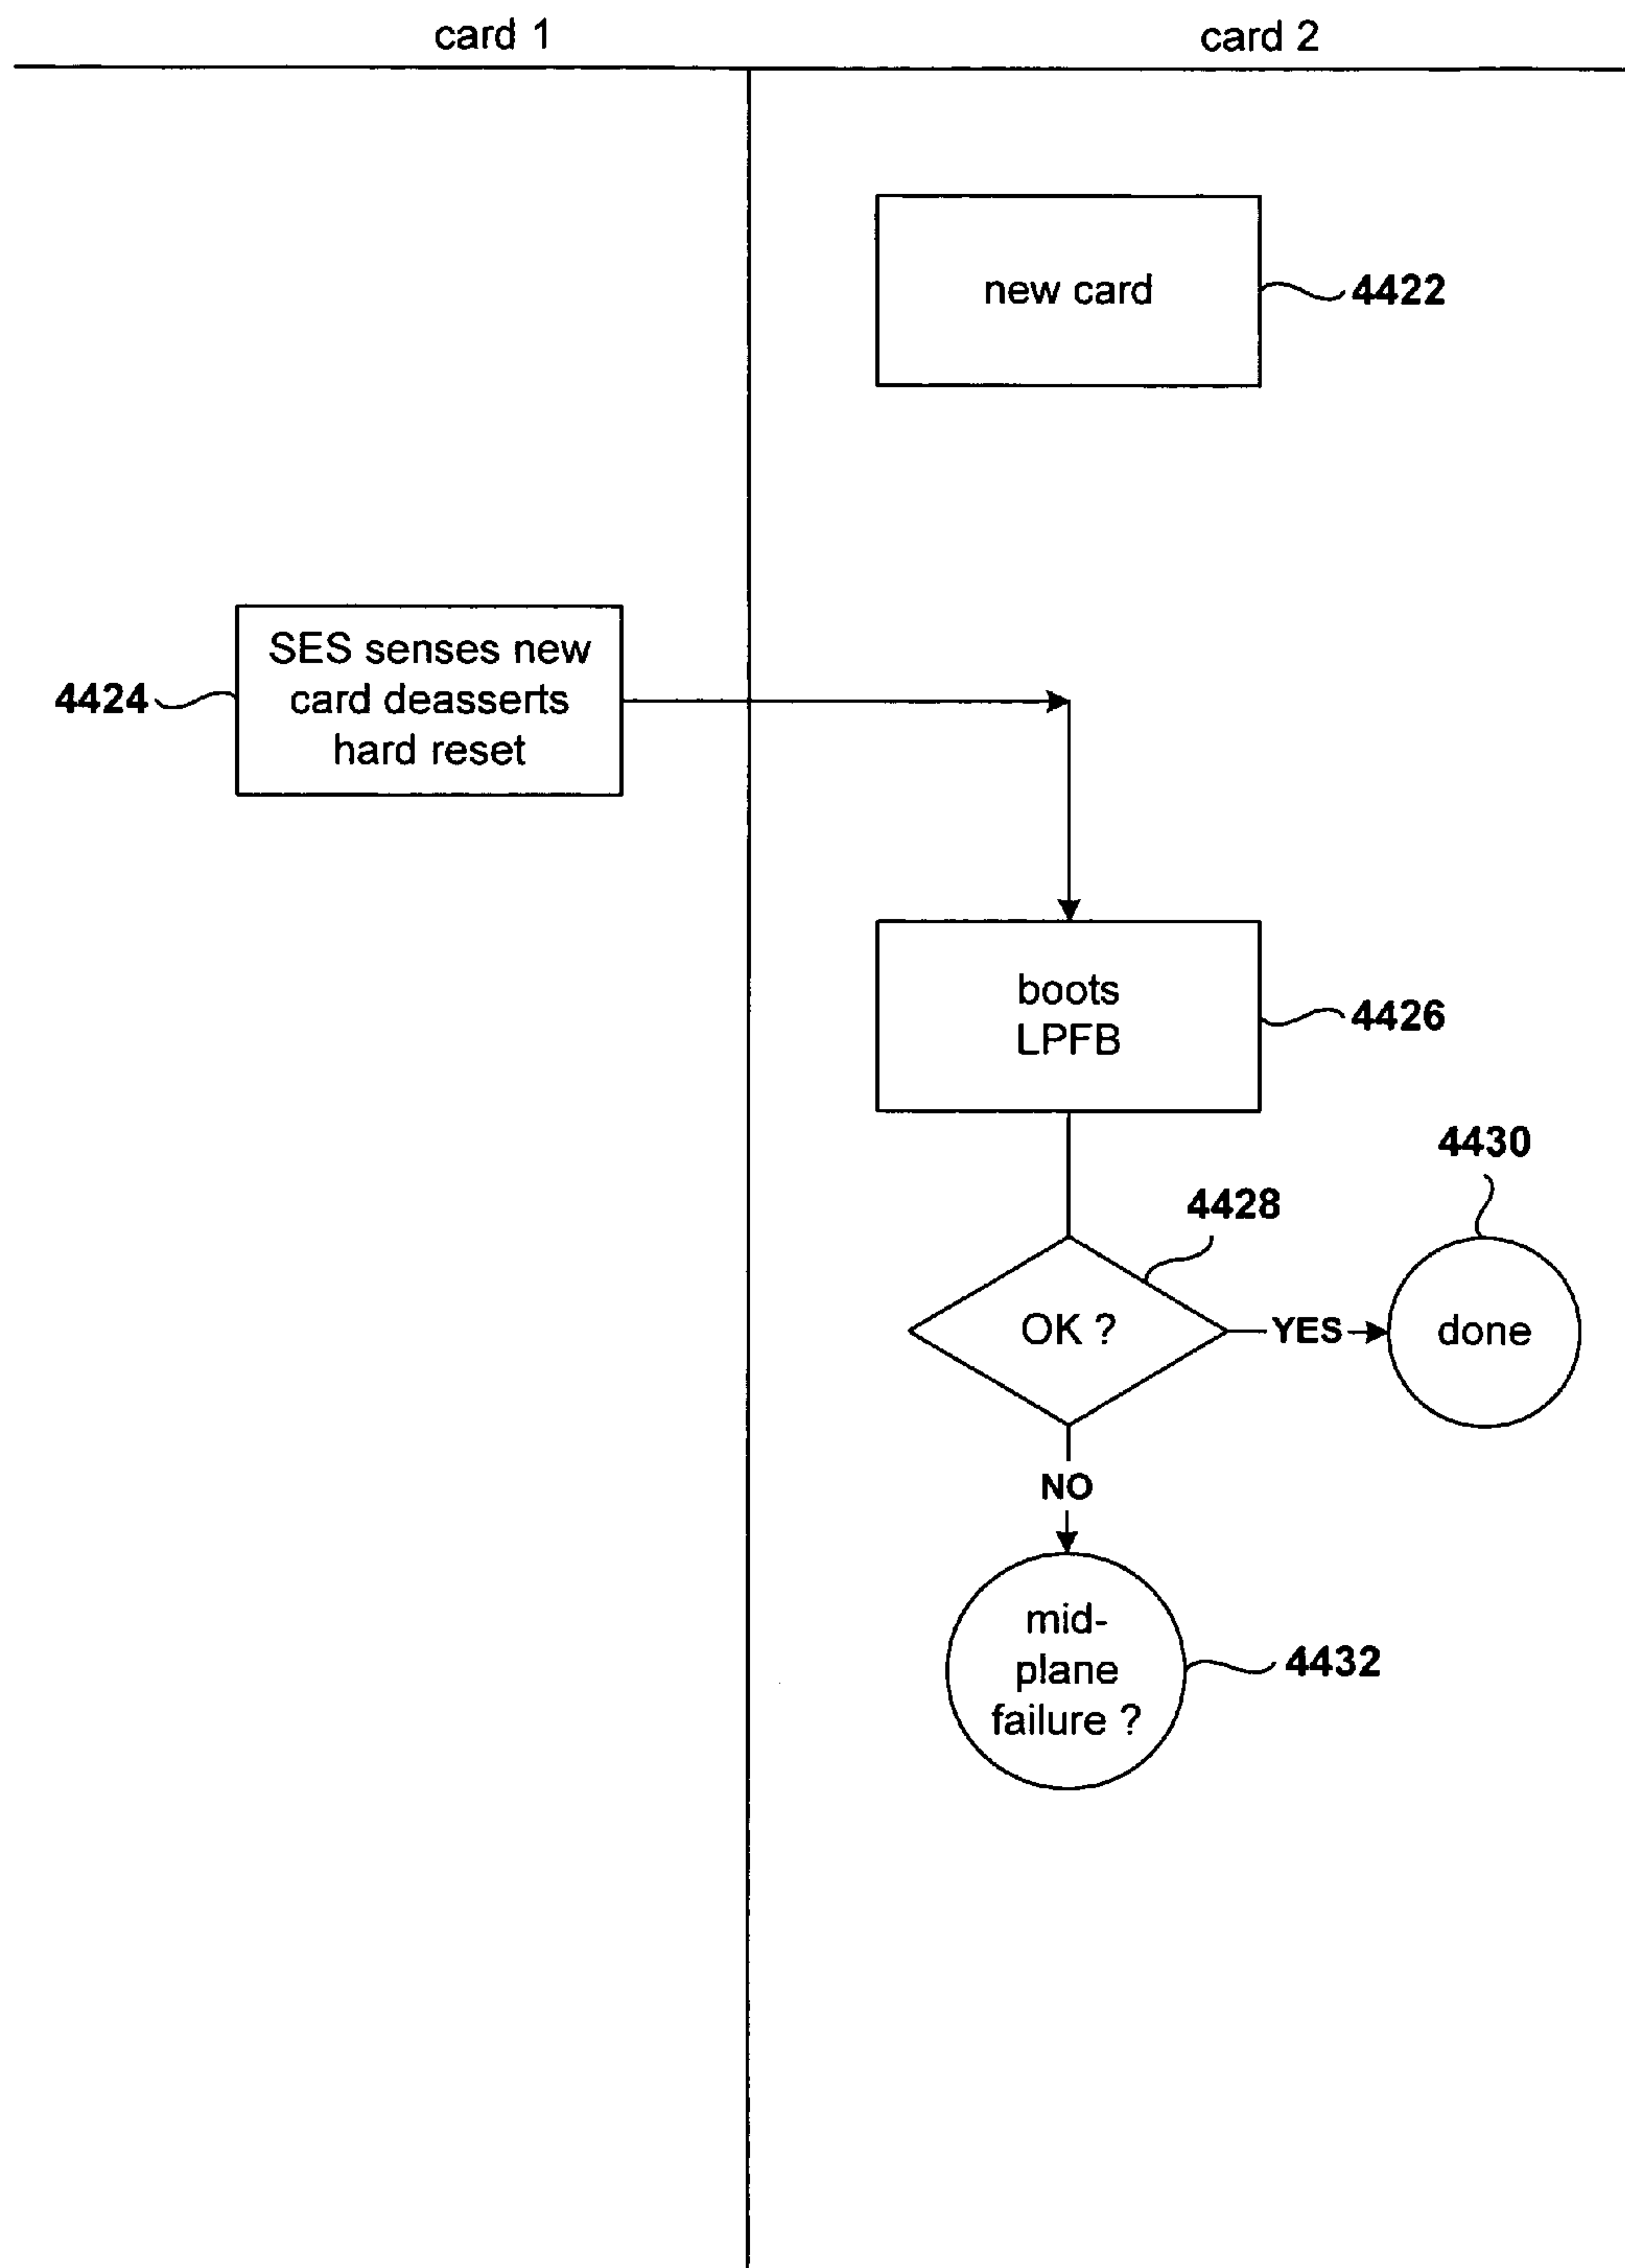 card 1
card 2
new card
4422
SES senses new
card deasserts
hard reset
4424
boots
LPFB
4426
4430
4428
OK ?
YES
done
NO
mid-
plane
failure ?
4432